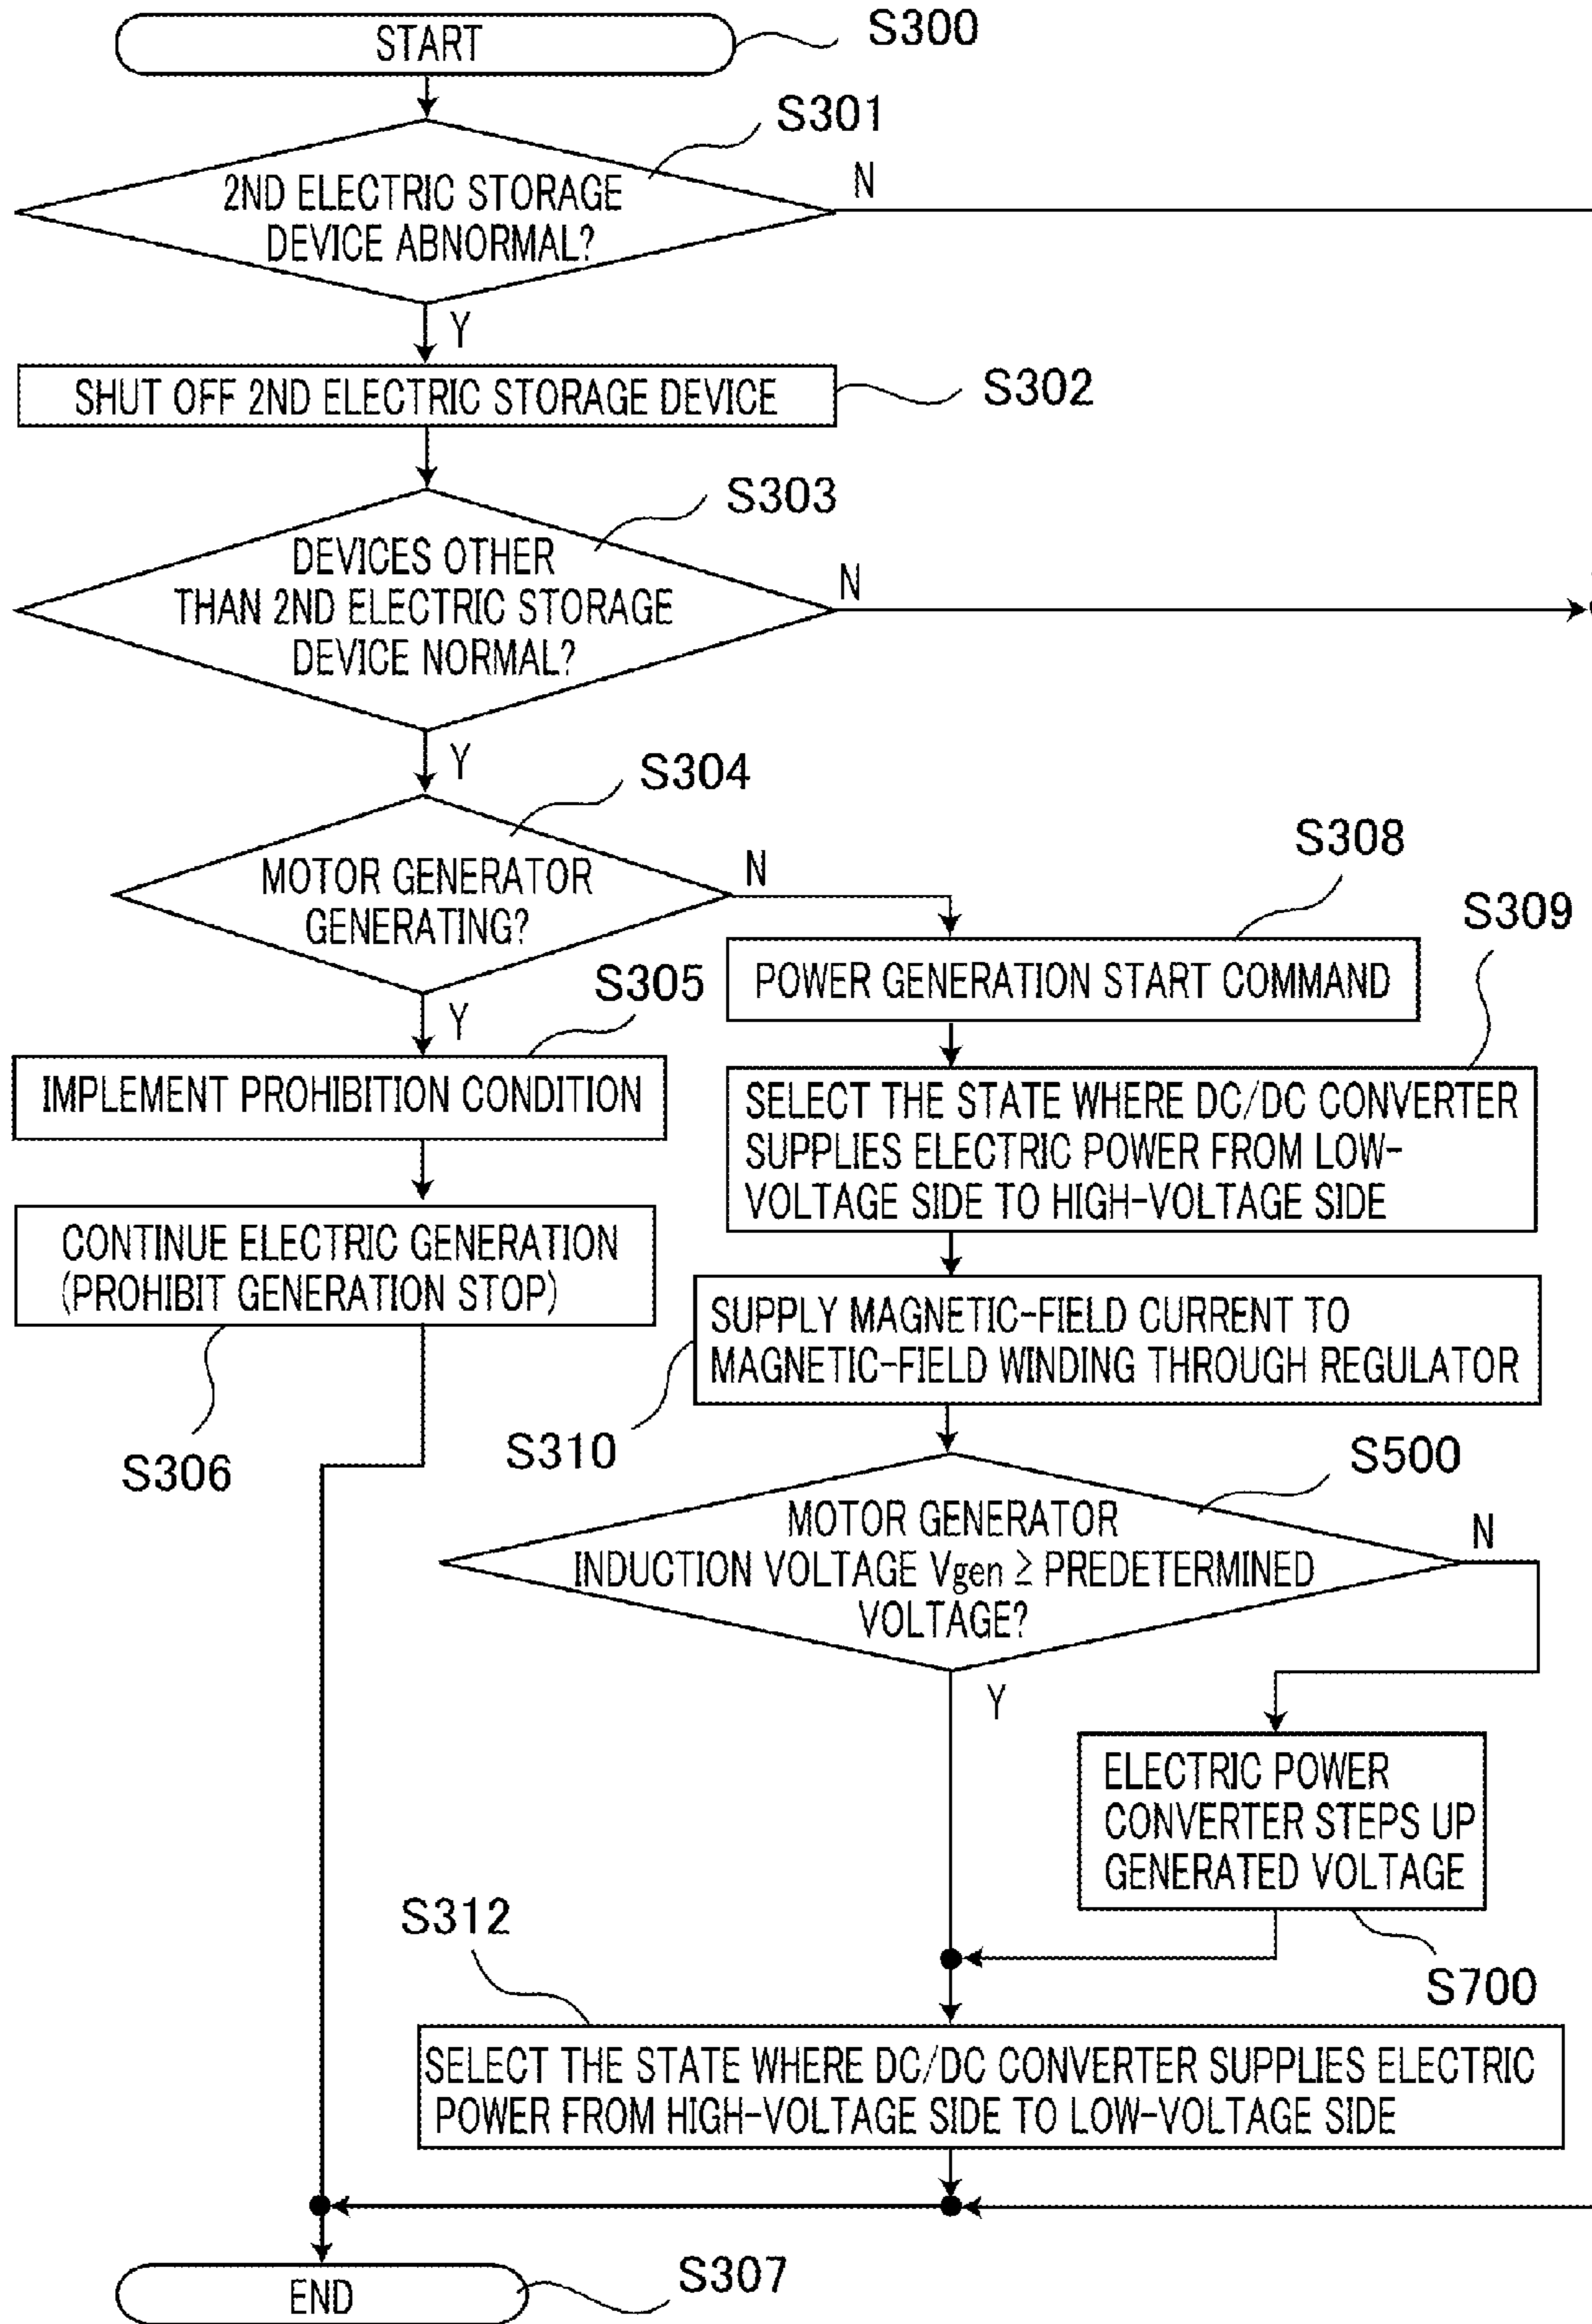 START
S300
S301
2ND ELECTRIC STORAGE
DEVICE ABNORMAL?
N
Y
SHUT OFF 2ND ELECTRIC STORAGE DEVICE
S302
S303
DEVICES OTHER
THAN 2ND ELECTRIC STORAGE
DEVICE NORMAL?
N
Y
S304
MOTOR GENERATOR
GENERATING?
N
Y
S305
IMPLEMENT PROHIBITION CONDITION
CONTINUE ELECTRIC GENERATION
(PROHIBIT GENERATION STOP)
S306
S308
POWER GENERATION START COMMAND
S309
SELECT THE STATE WHERE DC/DC CONVERTER
SUPPLIES ELECTRIC POWER FROM LOW-
VOLTAGE SIDE TO HIGH-VOLTAGE SIDE
SUPPLY MAGNETIC-FIELD CURRENT TO
MAGNETIC-FIELD WINDING THROUGH REGULATOR
S310
S500
MOTOR GENERATOR
INDUCTION VOLTAGE Vgen ≥ PREDETERMINED
VOLTAGE?
N
Y
ELECTRIC POWER
CONVERTER STEPS UP
GENERATED VOLTAGE
S700
S312
SELECT THE STATE WHERE DC/DC CONVERTER SUPPLIES ELECTRIC
POWER FROM HIGH-VOLTAGE SIDE TO LOW-VOLTAGE SIDE
END
S307